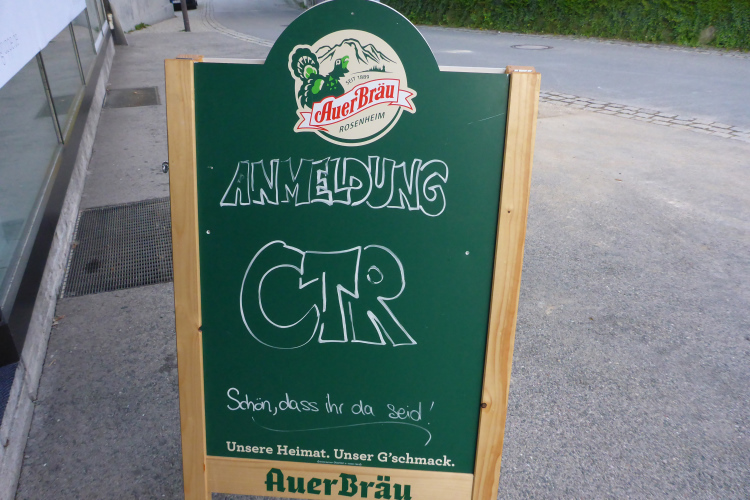 SEIT 1889
AuerBräu
ROSENHEIM
ANMELDUNG
CTR
Schön, dass ihr da seid!
Unsere Heimat. Unser G'schmack.
AuerBräu